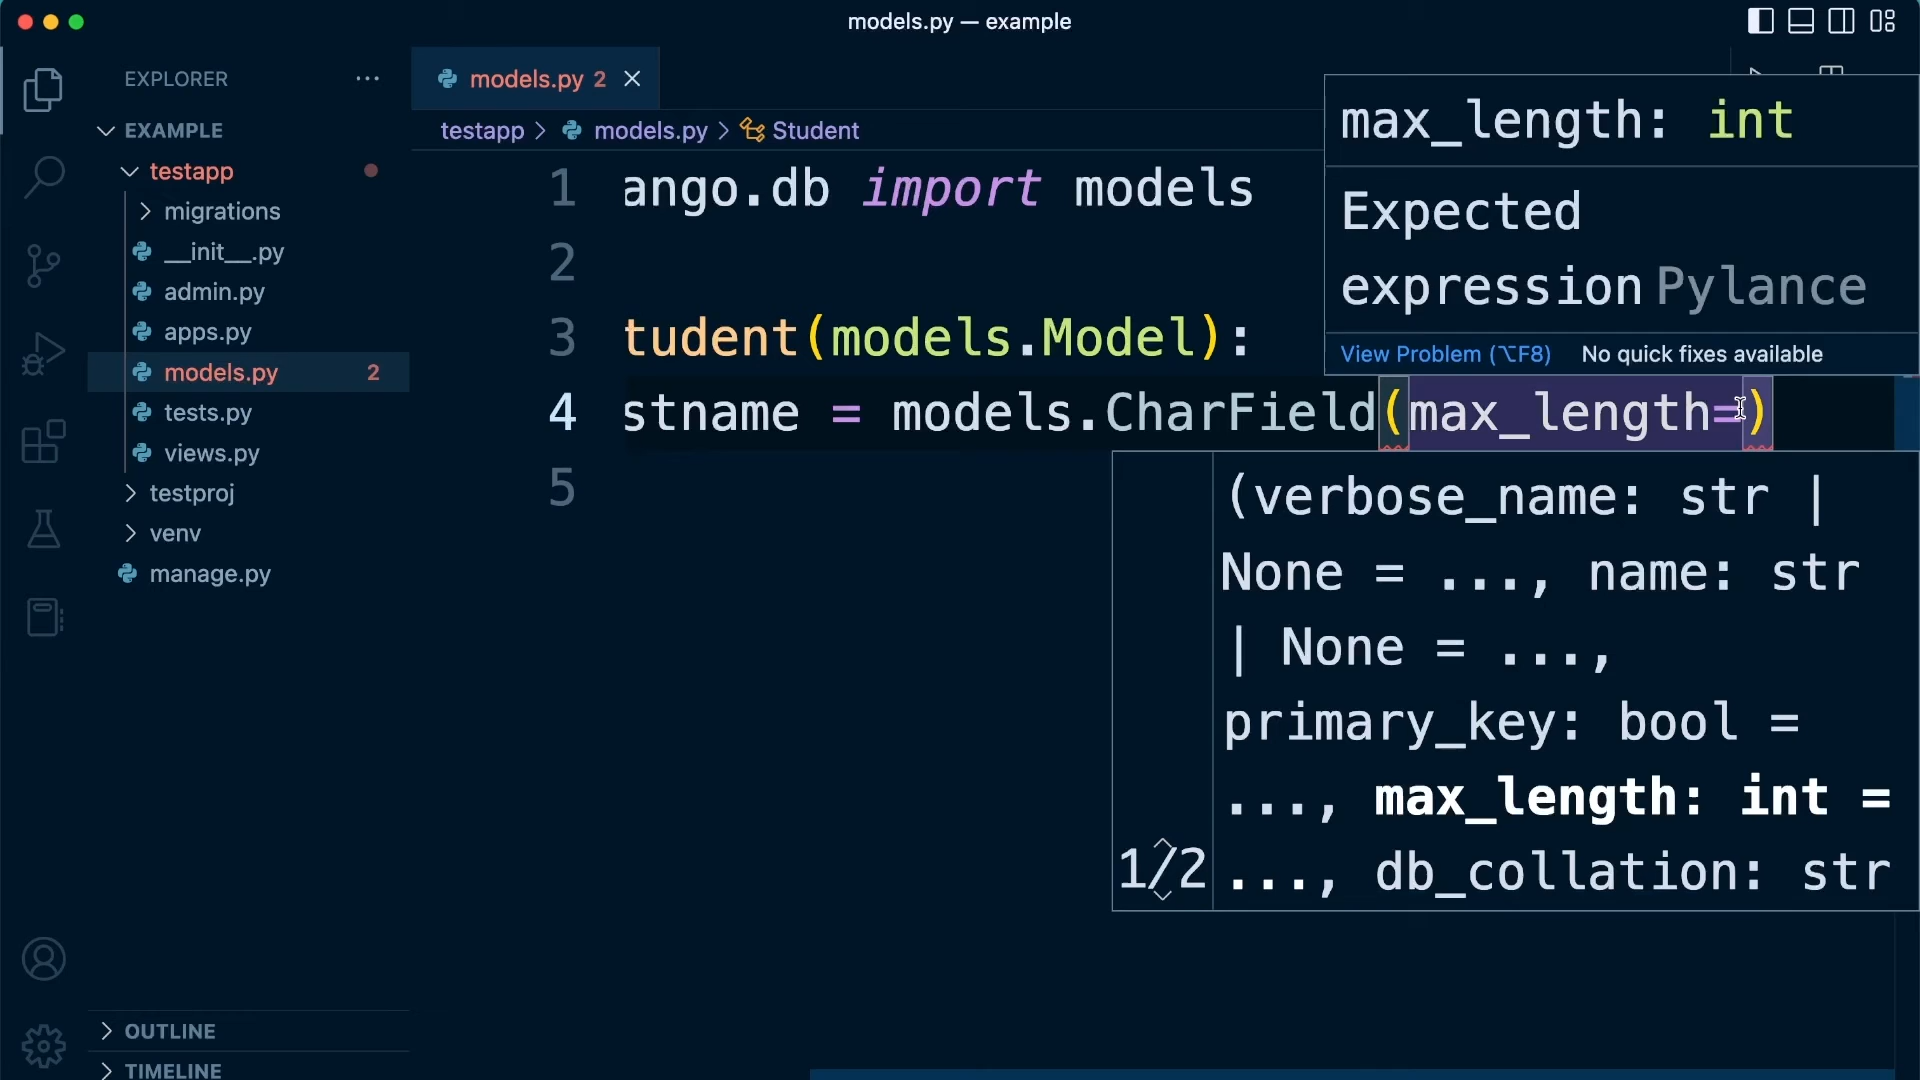 models.py — example
EXPLORER
EXAMPLE
testapp
migrations
__init__.py
admin.py
apps.py
models.py 2
tests.py
views.py
testproj
venv
manage.py
OUTLINE
TIMELINE
models.py 2
testapp > models.py > Student
1 ango.db import models
2
3 tudent(models.Model):
4 stname = models.CharField(max_length=)
5
max_length: int
Expected
expression Pylance
View Problem (⌥F8) No quick fixes available
(verbose_name: str |
None = ..., name: str
| None = ...,
primary_key: bool =
..., max_length: int =
1/2 ..., db_collation: str